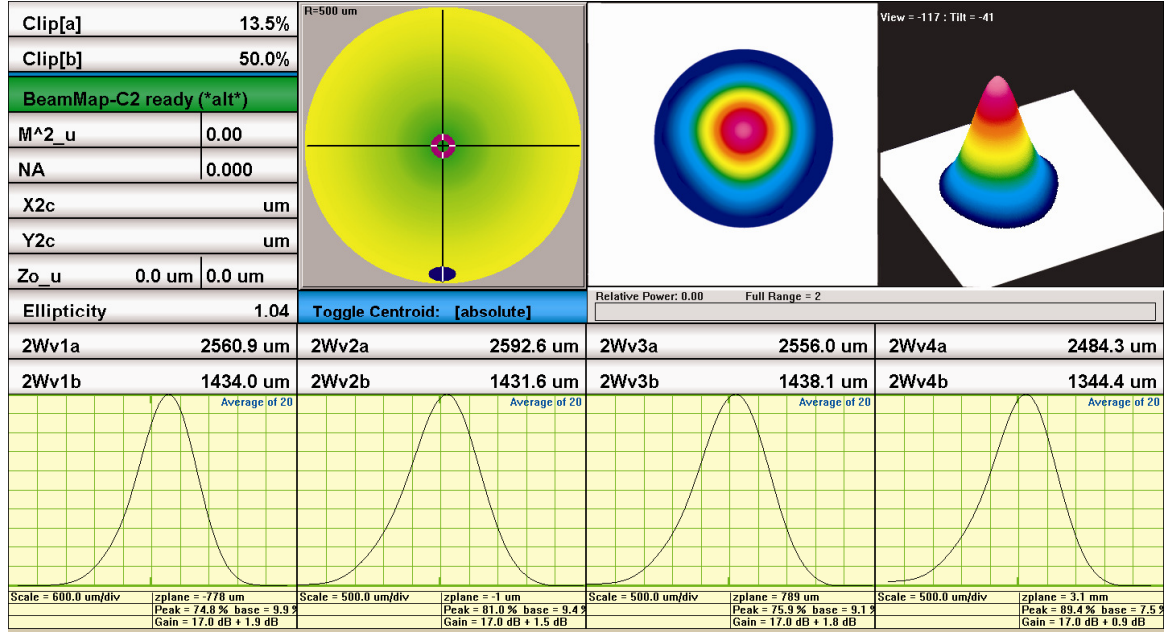 Clip[a] 13.5%
Clip[b] 50.0%
BeamMap-C2 ready (*alt*)
M^2_u 0.00
NA 0.000
X2c um
Y2c um
Zo_u 0.0 um 0.0 um
Ellipticity 1.04
R=500 um
Toggle Centroid: [absolute]
View = -117 : Tilt = -41
Relative Power: 0.00 Full Range = 2
2Wv1a 2560.9 um
2Wv1b 1434.0 um
Average of 20
Scale = 600.0 um/div zplane = -778 um
Peak = 74.8 % base = 9.9 %
Gain = 17.0 dB + 1.9 dB
2Wv2a 2592.6 um
2Wv2b 1431.6 um
Average of 20
Scale = 500.0 um/div zplane = -1 um
Peak = 81.0 % base = 9.4 %
Gain = 17.0 dB + 1.5 dB
2Wv3a 2556.0 um
2Wv3b 1438.1 um
Average of 20
Scale = 500.0 um/div zplane = 789 um
Peak = 75.9 % base = 9.1 %
Gain = 17.0 dB + 1.8 dB
2Wv4a 2484.3 um
2Wv4b 1344.4 um
Average of 20
Scale = 500.0 um/div zplane = 3.1 mm
Peak = 89.4 % base = 7.5 %
Gain = 17.0 dB + 0.9 dB